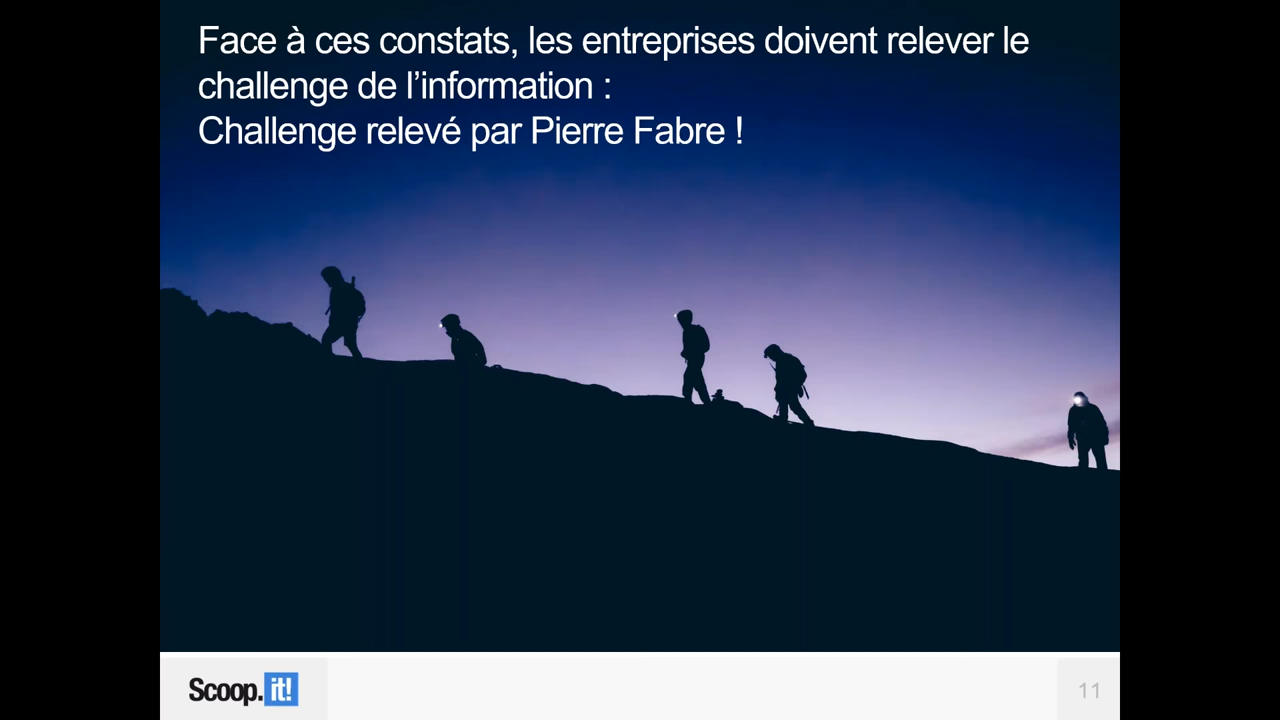 Face à ces constats, les entreprises doivent relever le
challenge de l’information :
Challenge relevé par Pierre Fabre !
Scoop.it!
11